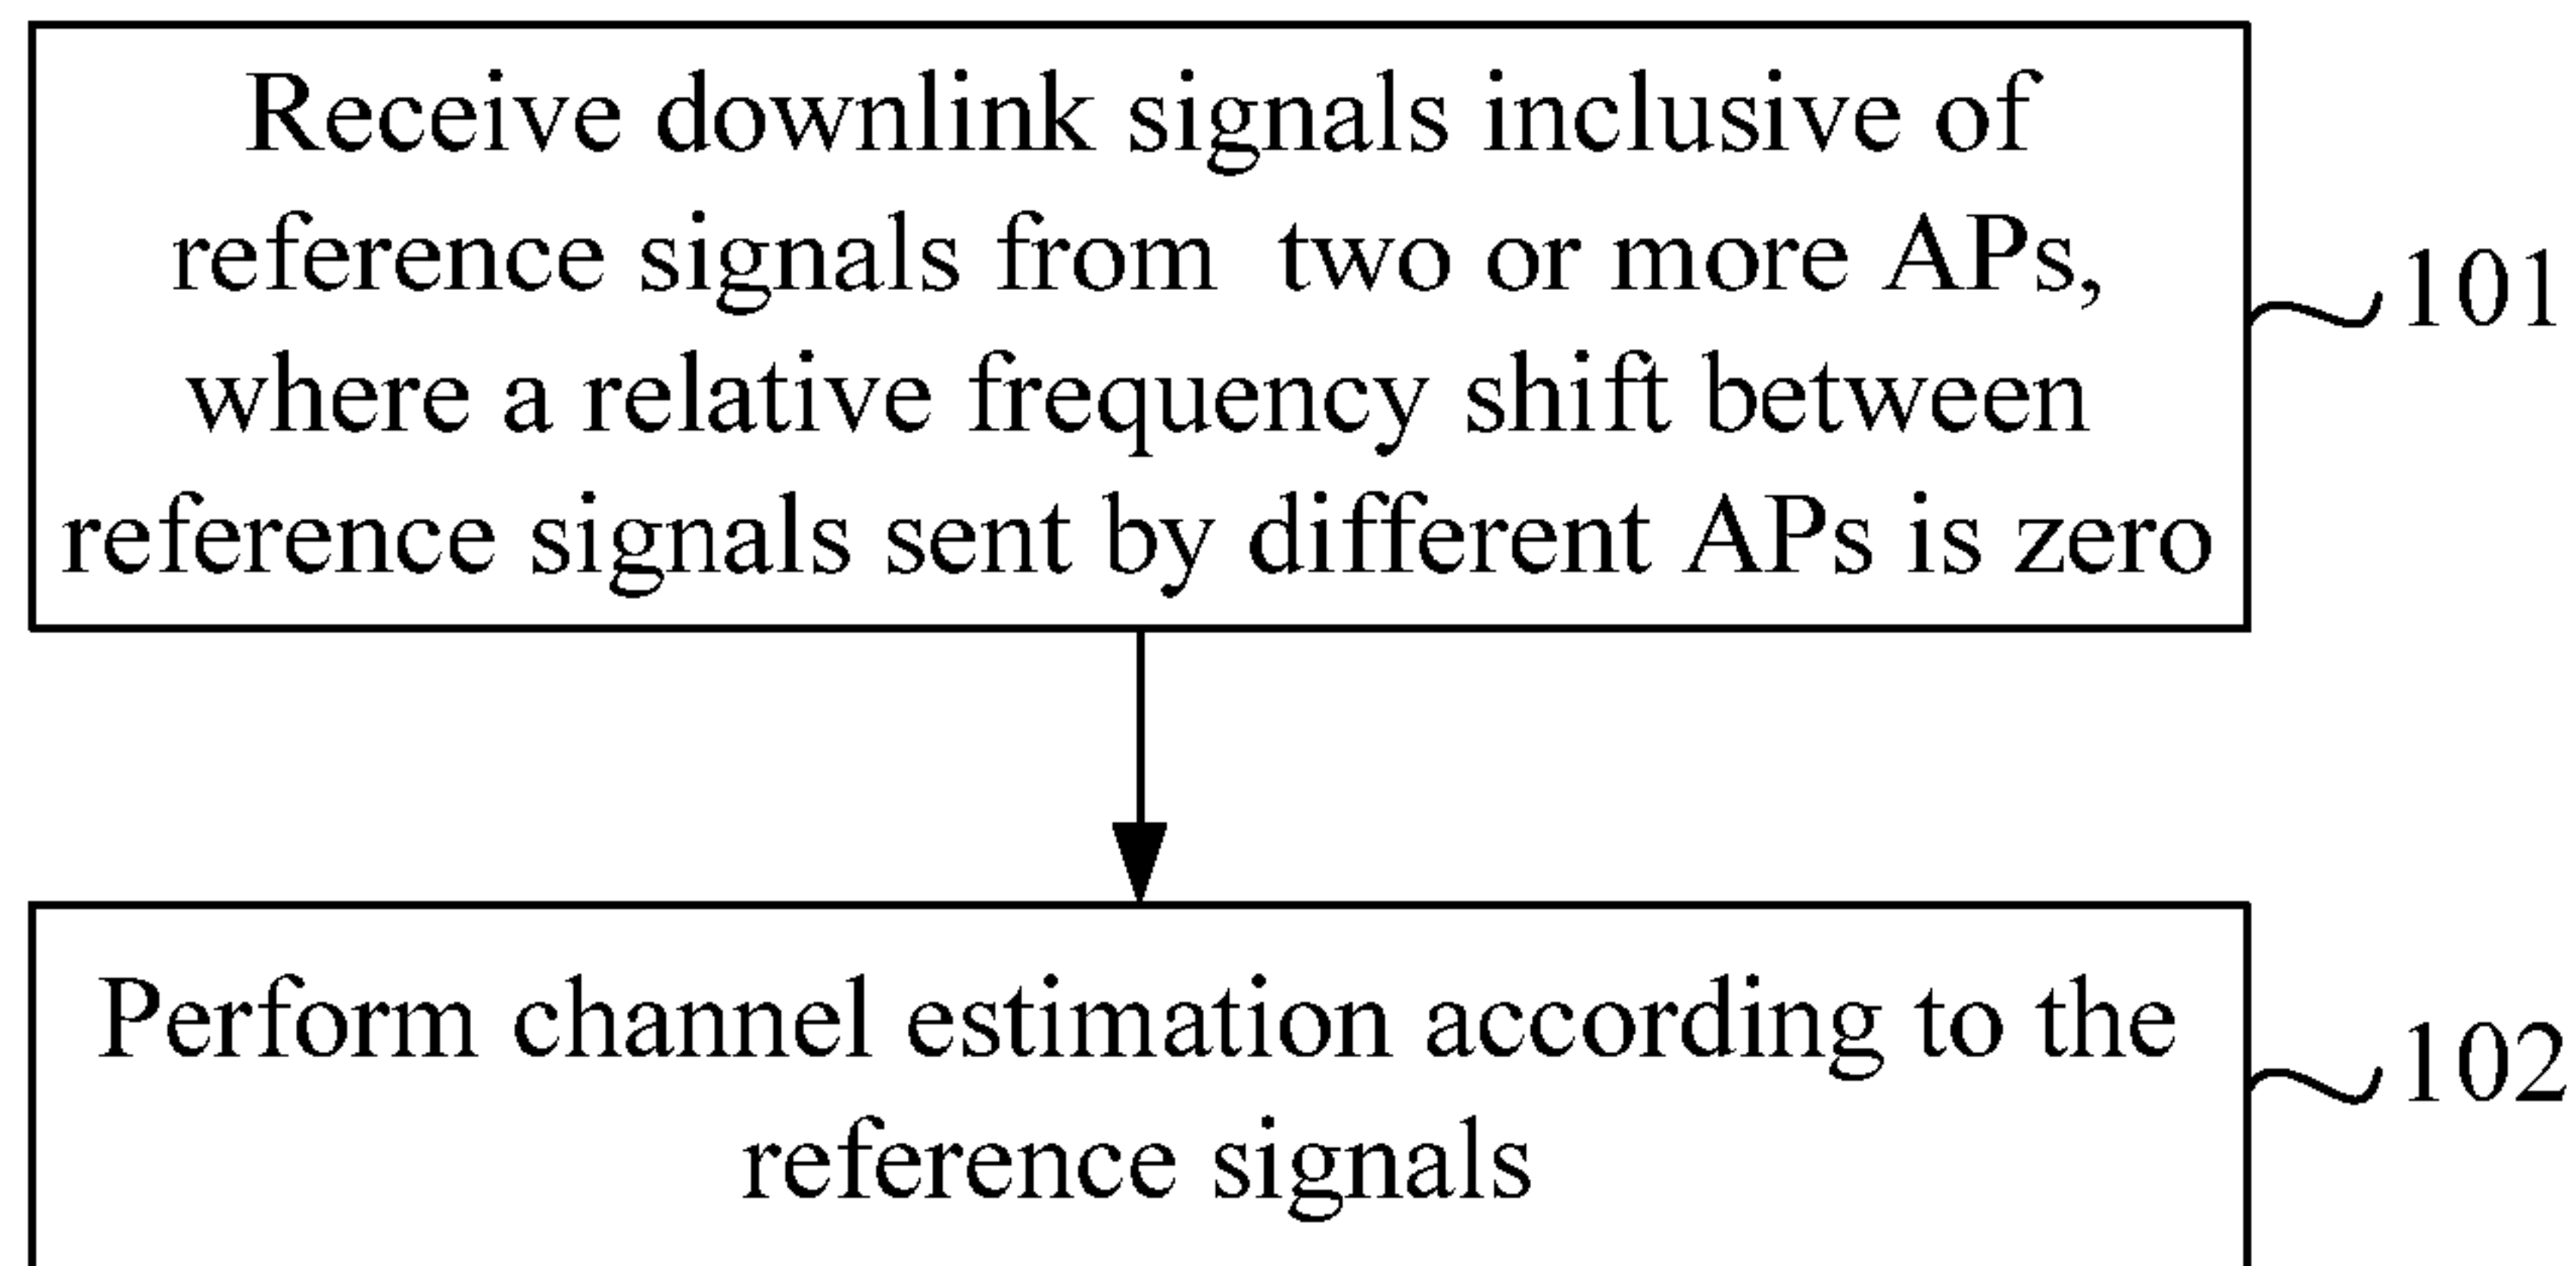 Receive downlink signals inclusive of
reference signals from two or more APs,
where a relative frequency shift between
reference signals sent by different APs is zero
101
Perform channel estimation according to the
reference signals
102